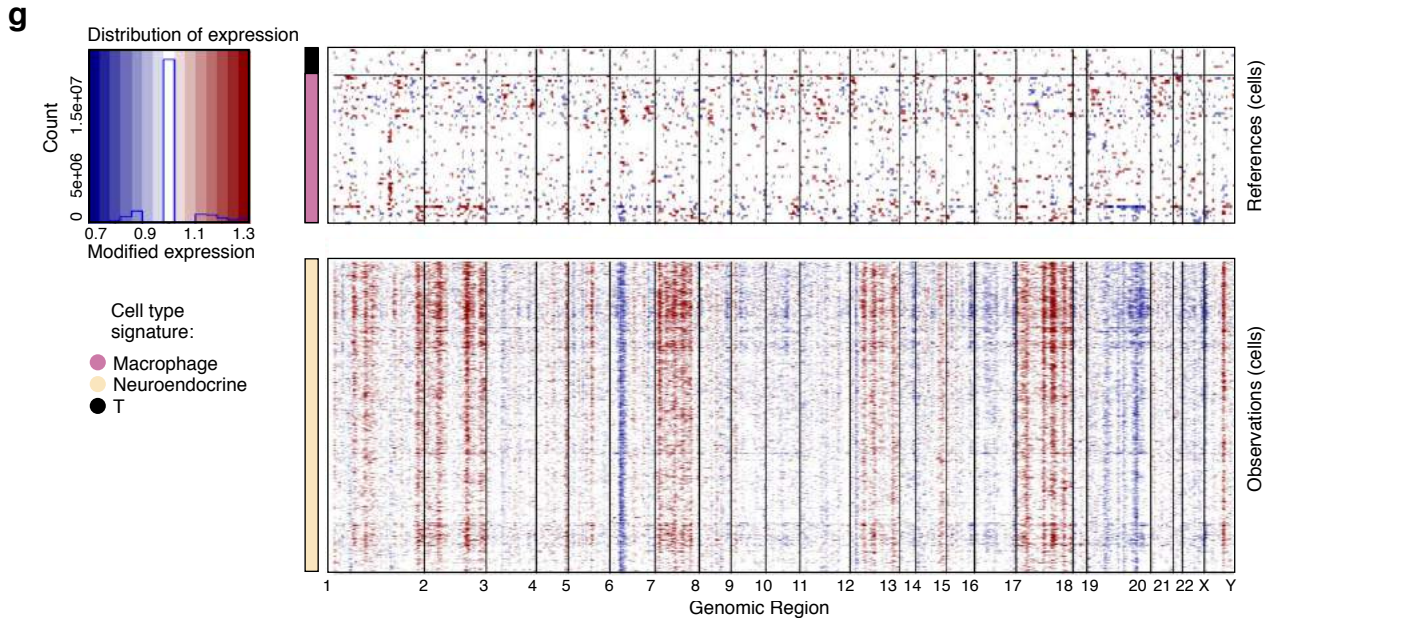 g
Distribution of expression
Count
0 5e+06 1.5e+07
0.7 0.9 1.1 1.3
Modified expression
Cell type
signature:
Macrophage
Neuroendocrine
T
References (cells)
Observations (cells)
1 2 3 4 5 6 7 8 9 10 11 12 13 14 15 16 17 18 19 20 21 22 X Y
Genomic Region